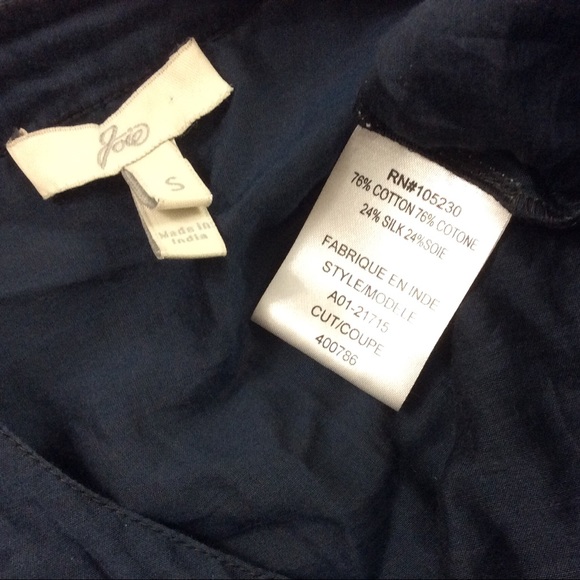 Joie
S
Made in
India
RN#105230
76% COTTON 76% COTONE
24% SILK 24%SOIE
FABRIQUE EN INDE
STYLE/MODLLE
A01-21715
CUT/COUPE
400786